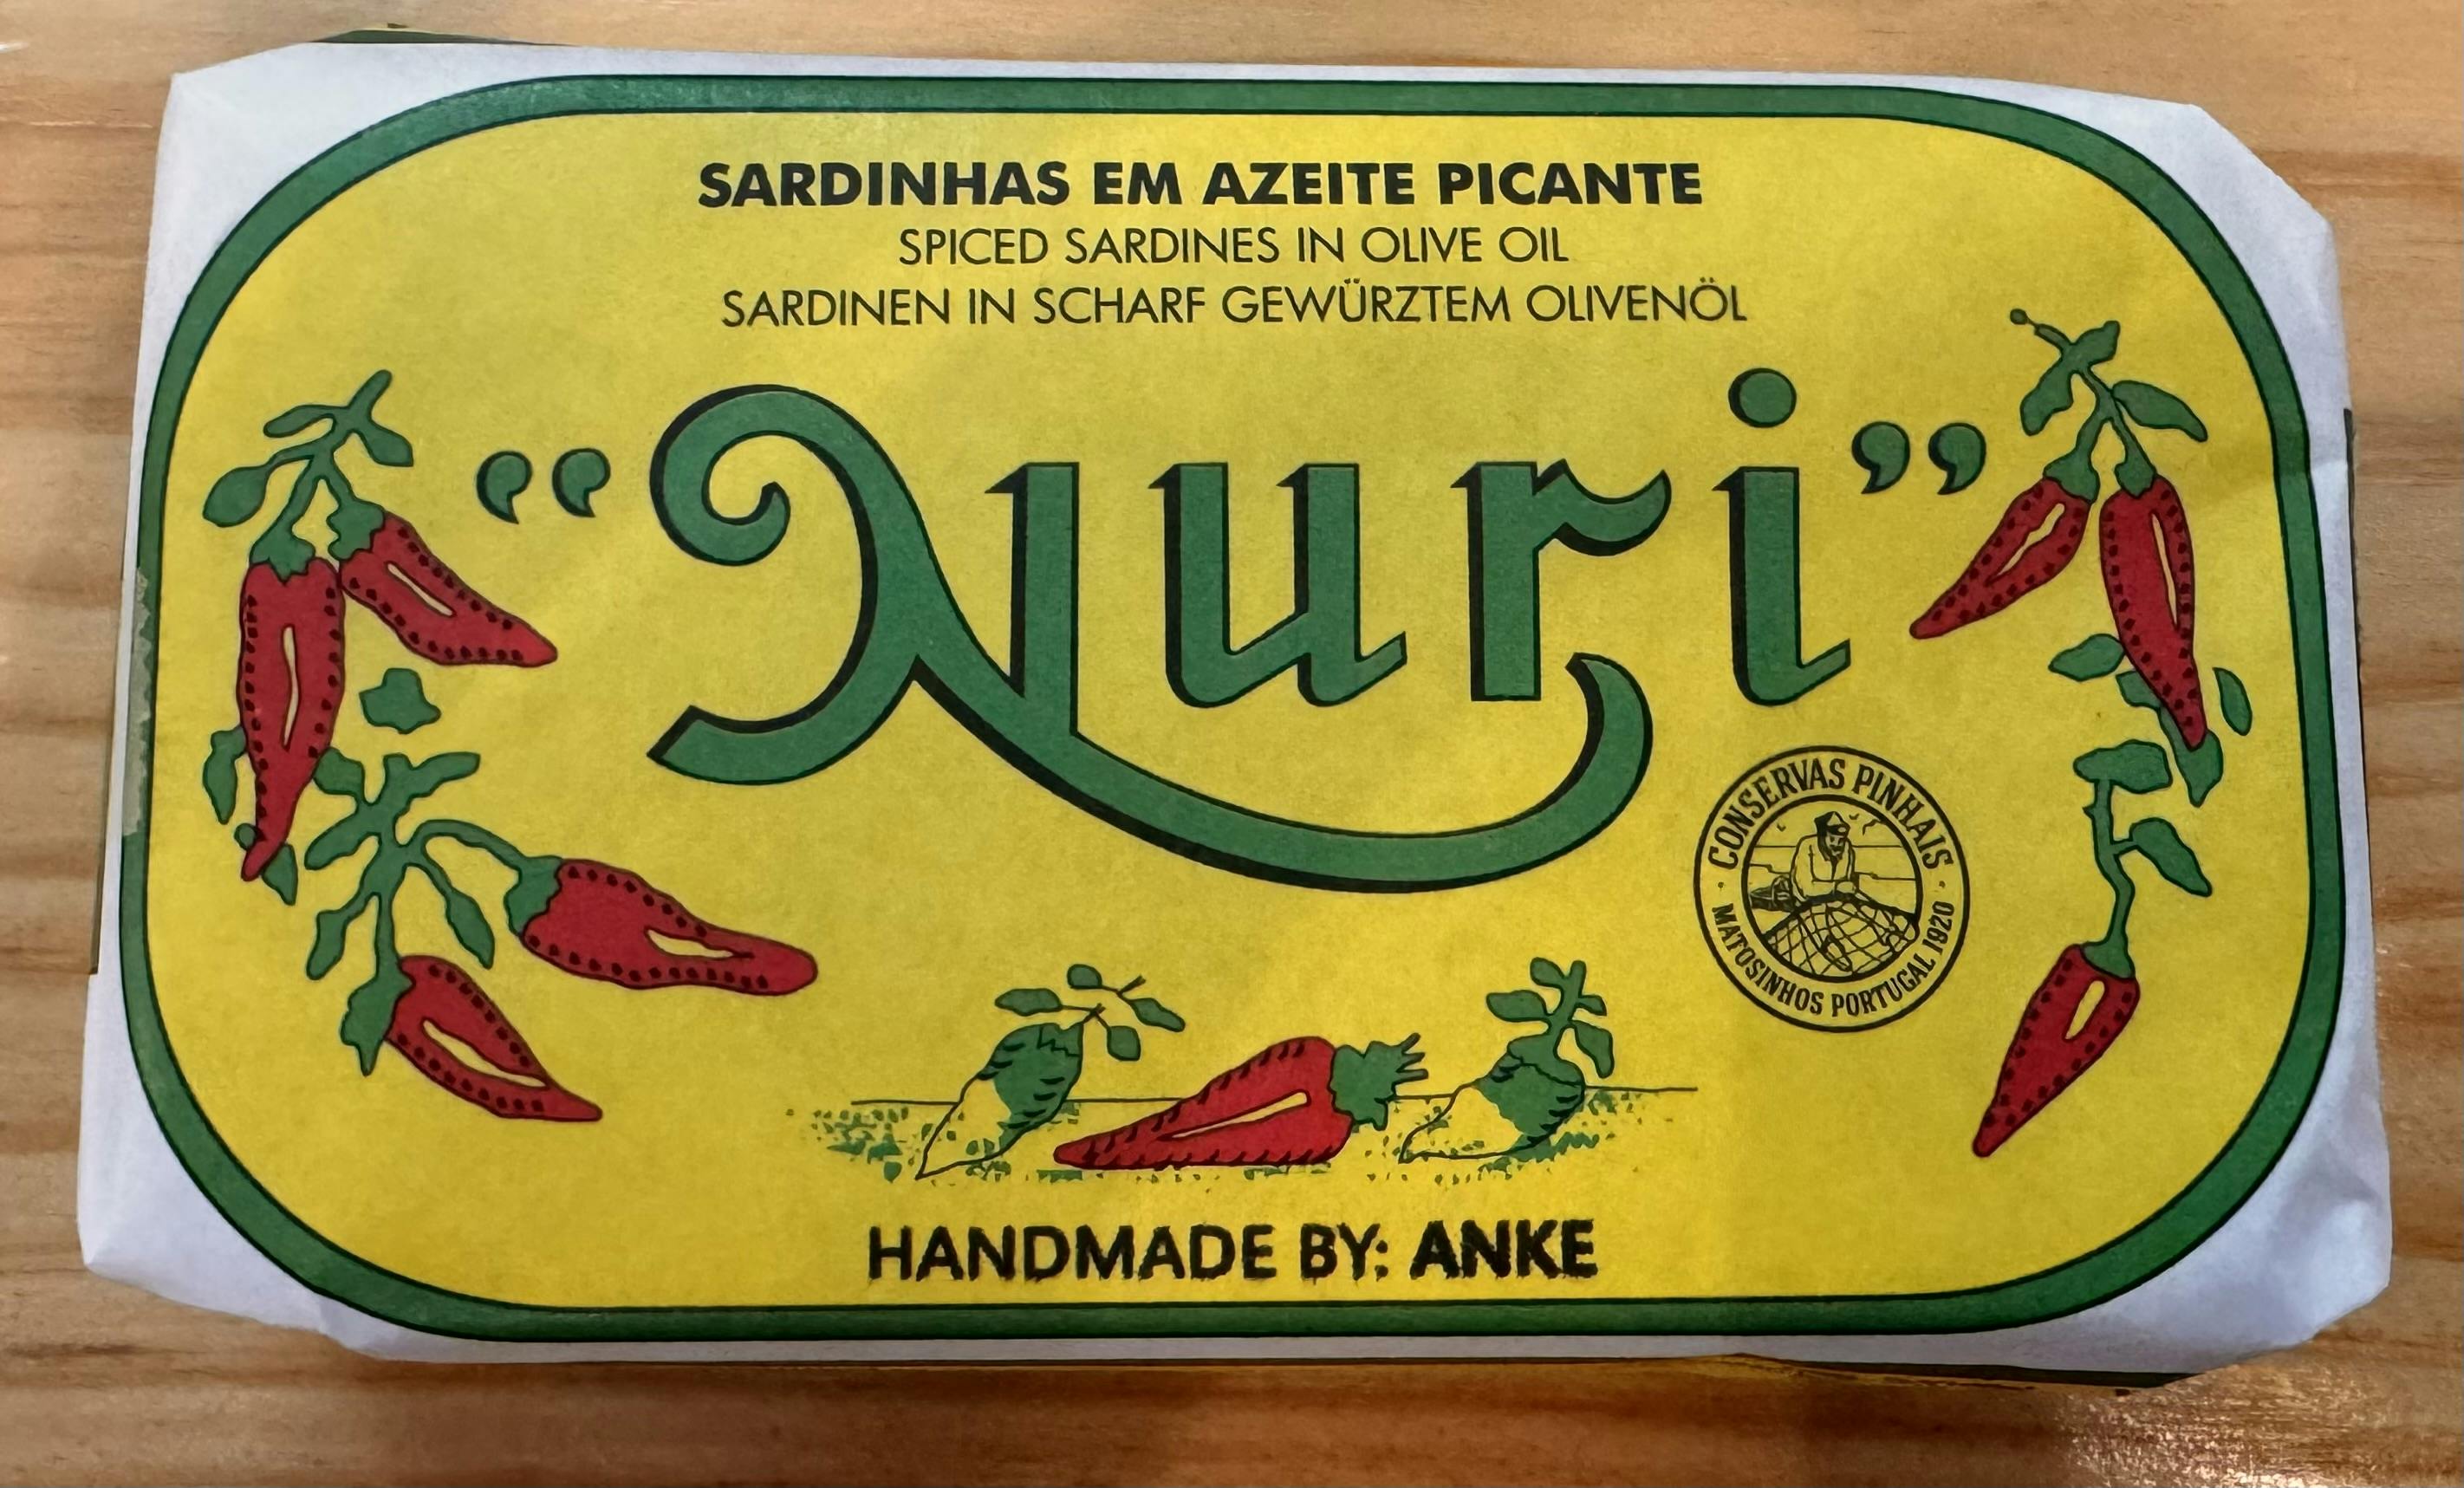 SARDINHAS EM AZEITE PICANTE
SPICED SARDINES IN OLIVE OIL
SARDINEN IN SCHARF GEWÜRZTEM OLIVENÖL
“Nuri”
CONSERVAS PINHAIS
MATOSINHOS PORTUGAL 1920
HANDMADE BY: ANKE